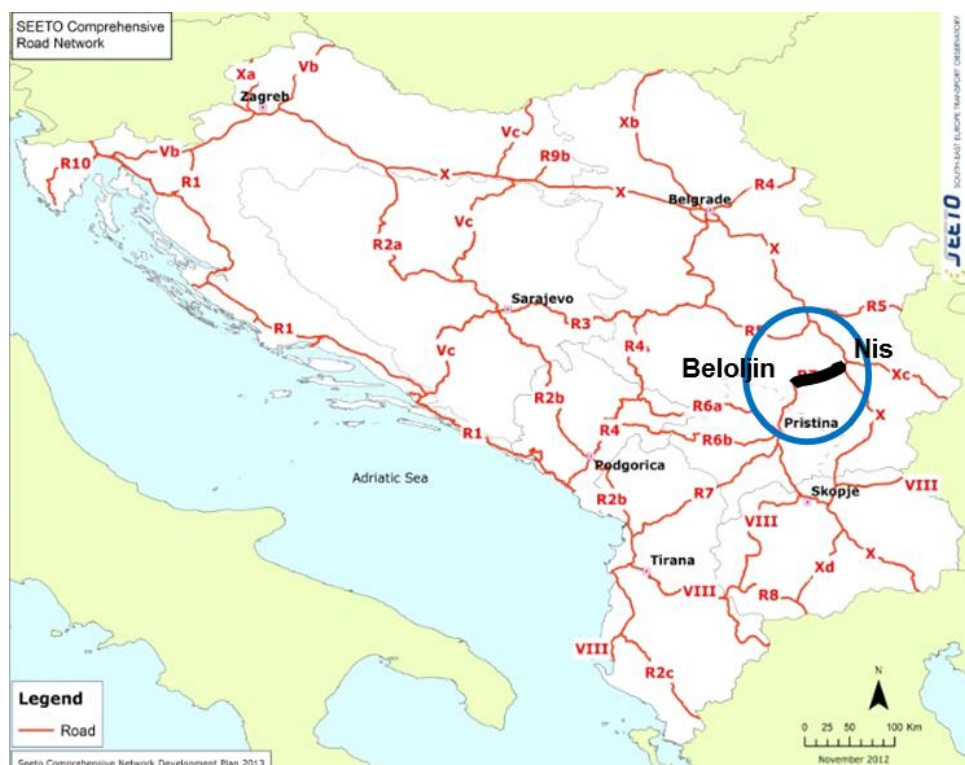 SEETO Comprehensive
Road Network
SOUTH-EAST EUROPE TRANSPORT OBSERVATORY
SEETO
Xa
Vb
Zagreb
Vc
Xb
R10
Vb
R1
R9b
X
X
R4
Belgrade
Vc
R2a
X
Sarajevo
R3
R5
R1
Vc
R4
Beloljin
Nis
Xc
R2b
R6a
X
R1
R4
Pristina
R6b
Podgorica
Adriatic Sea
R2b
R7
Skopje
VIII
VIII
Tirana
Xd
X
VIII
R8
VIII
R2c
Legend
Road
N
0 25 50 100 Km
November 2012
Seeto Comprehensive Network Development Plan 2013